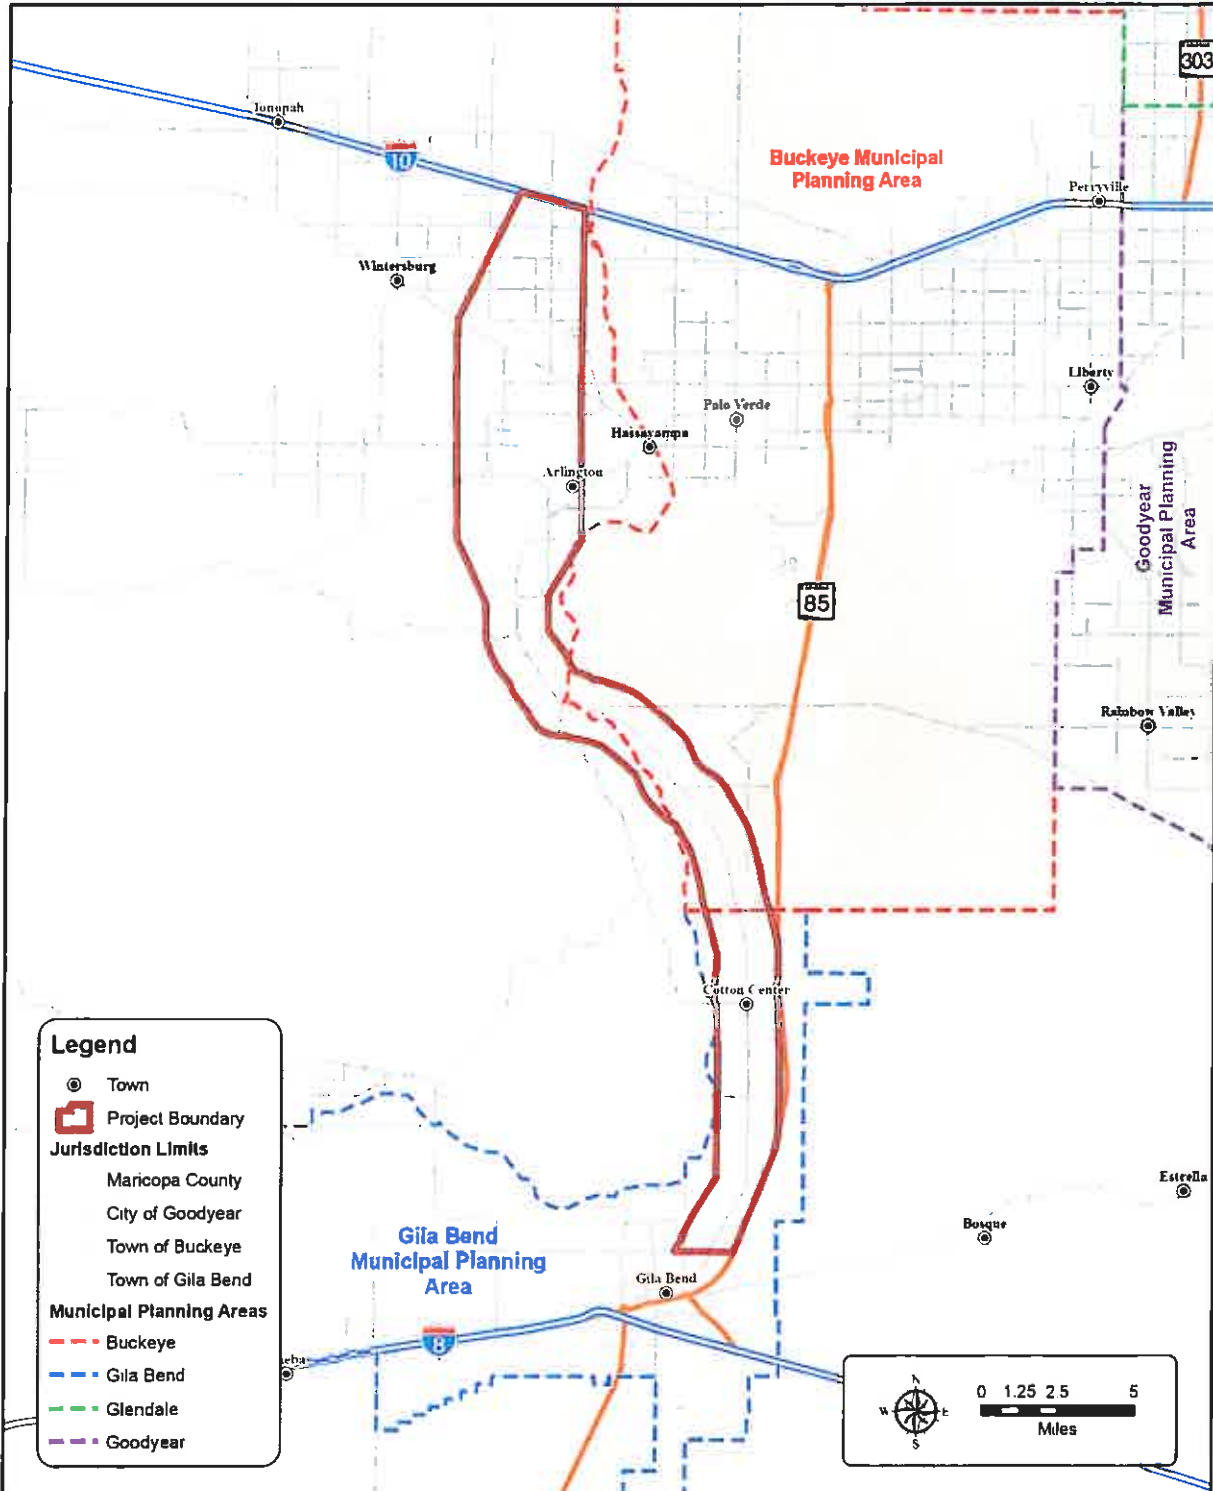 303
Tonopah
10
Buckeye Municipal
Planning Area
Perryville
Wintersburg
Liberty
Palo Verde
Hassayampa
Arlington
Goodyear
Municipal Planning
Area
85
Rainbow Valley
Cotton Center
Legend
Town
Project Boundary
Jurisdiction Limits
Maricopa County
City of Goodyear
Town of Buckeye
Town of Gila Bend
Municipal Planning Areas
Buckeye
Gila Bend
Glendale
Goodyear
Estrella
Bosque
Gila Bend
Municipal Planning
Area
Gila Bend
8
N
W E
S
0 1.25 2.5 5
Miles